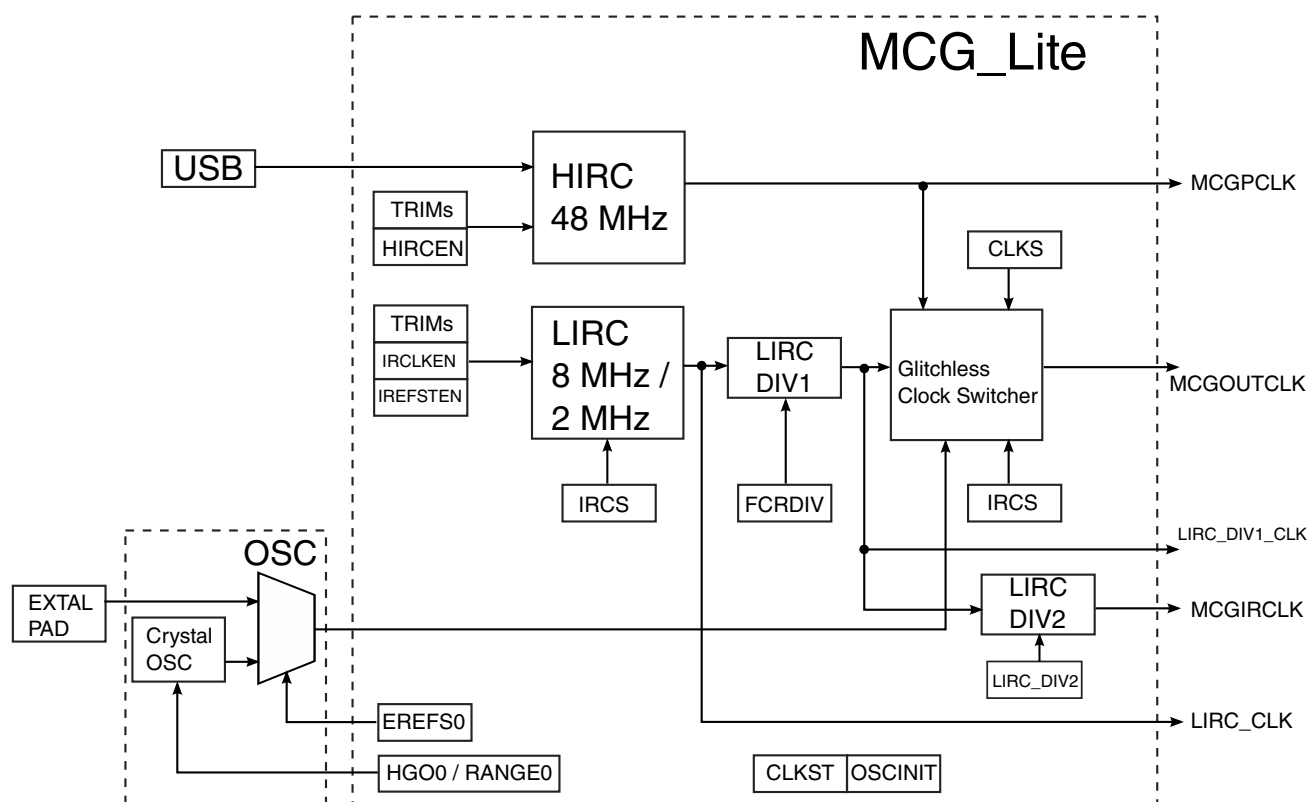 MCG_Lite
USB
HIRC
48 MHz
MCGPCLK
TRIMs
HIRCEN
CLKS
TRIMs
IRCLKEN
IREFSTEN
LIRC
8 MHz /
2 MHz
LIRC
DIV1
Glitchless
Clock Switcher
MCGOUTCLK
IRCS
FCRDIV
IRCS
LIRC_DIV1_CLK
OSC
EXTAL
PAD
Crystal
OSC
LIRC
DIV2
MCGIRCLK
LIRC_DIV2
EREFS0
LIRC_CLK
HGO0 / RANGE0
CLKST
OSCINIT